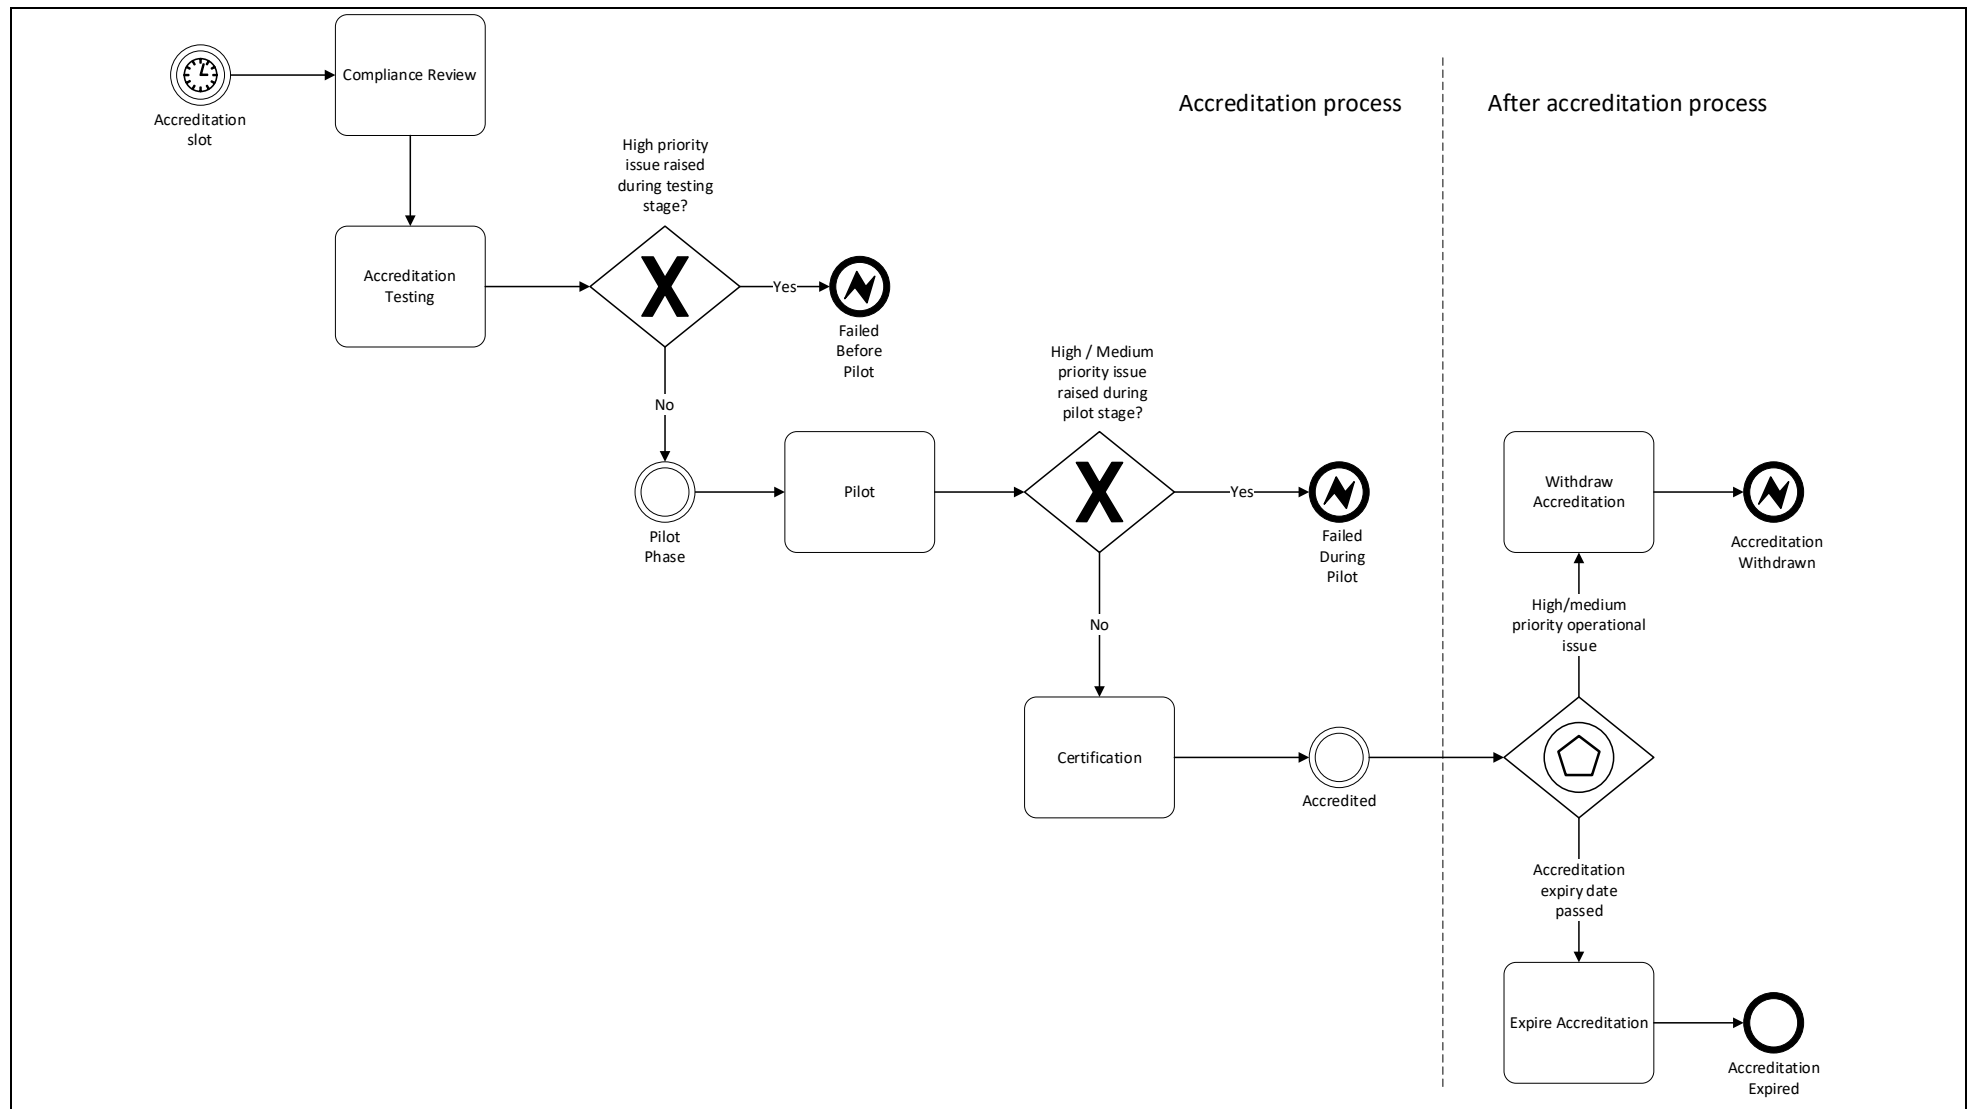 Compliance Review
Accreditation
slot
Accreditation process
After accreditation process
High priority
issue raised
during testing
stage?
Accreditation
Testing
X
Yes
Failed
Before
Pilot
No
High / Medium
priority issue
raised during
pilot stage?
Pilot
Phase
Pilot
X
Yes
Failed
During
Pilot
Withdraw
Accreditation
Accreditation
Withdrawn
High/medium
priority operational
issue
No
Certification
Accredited
Accreditation
expiry date
passed
Expire Accreditation
Accreditation
Expired